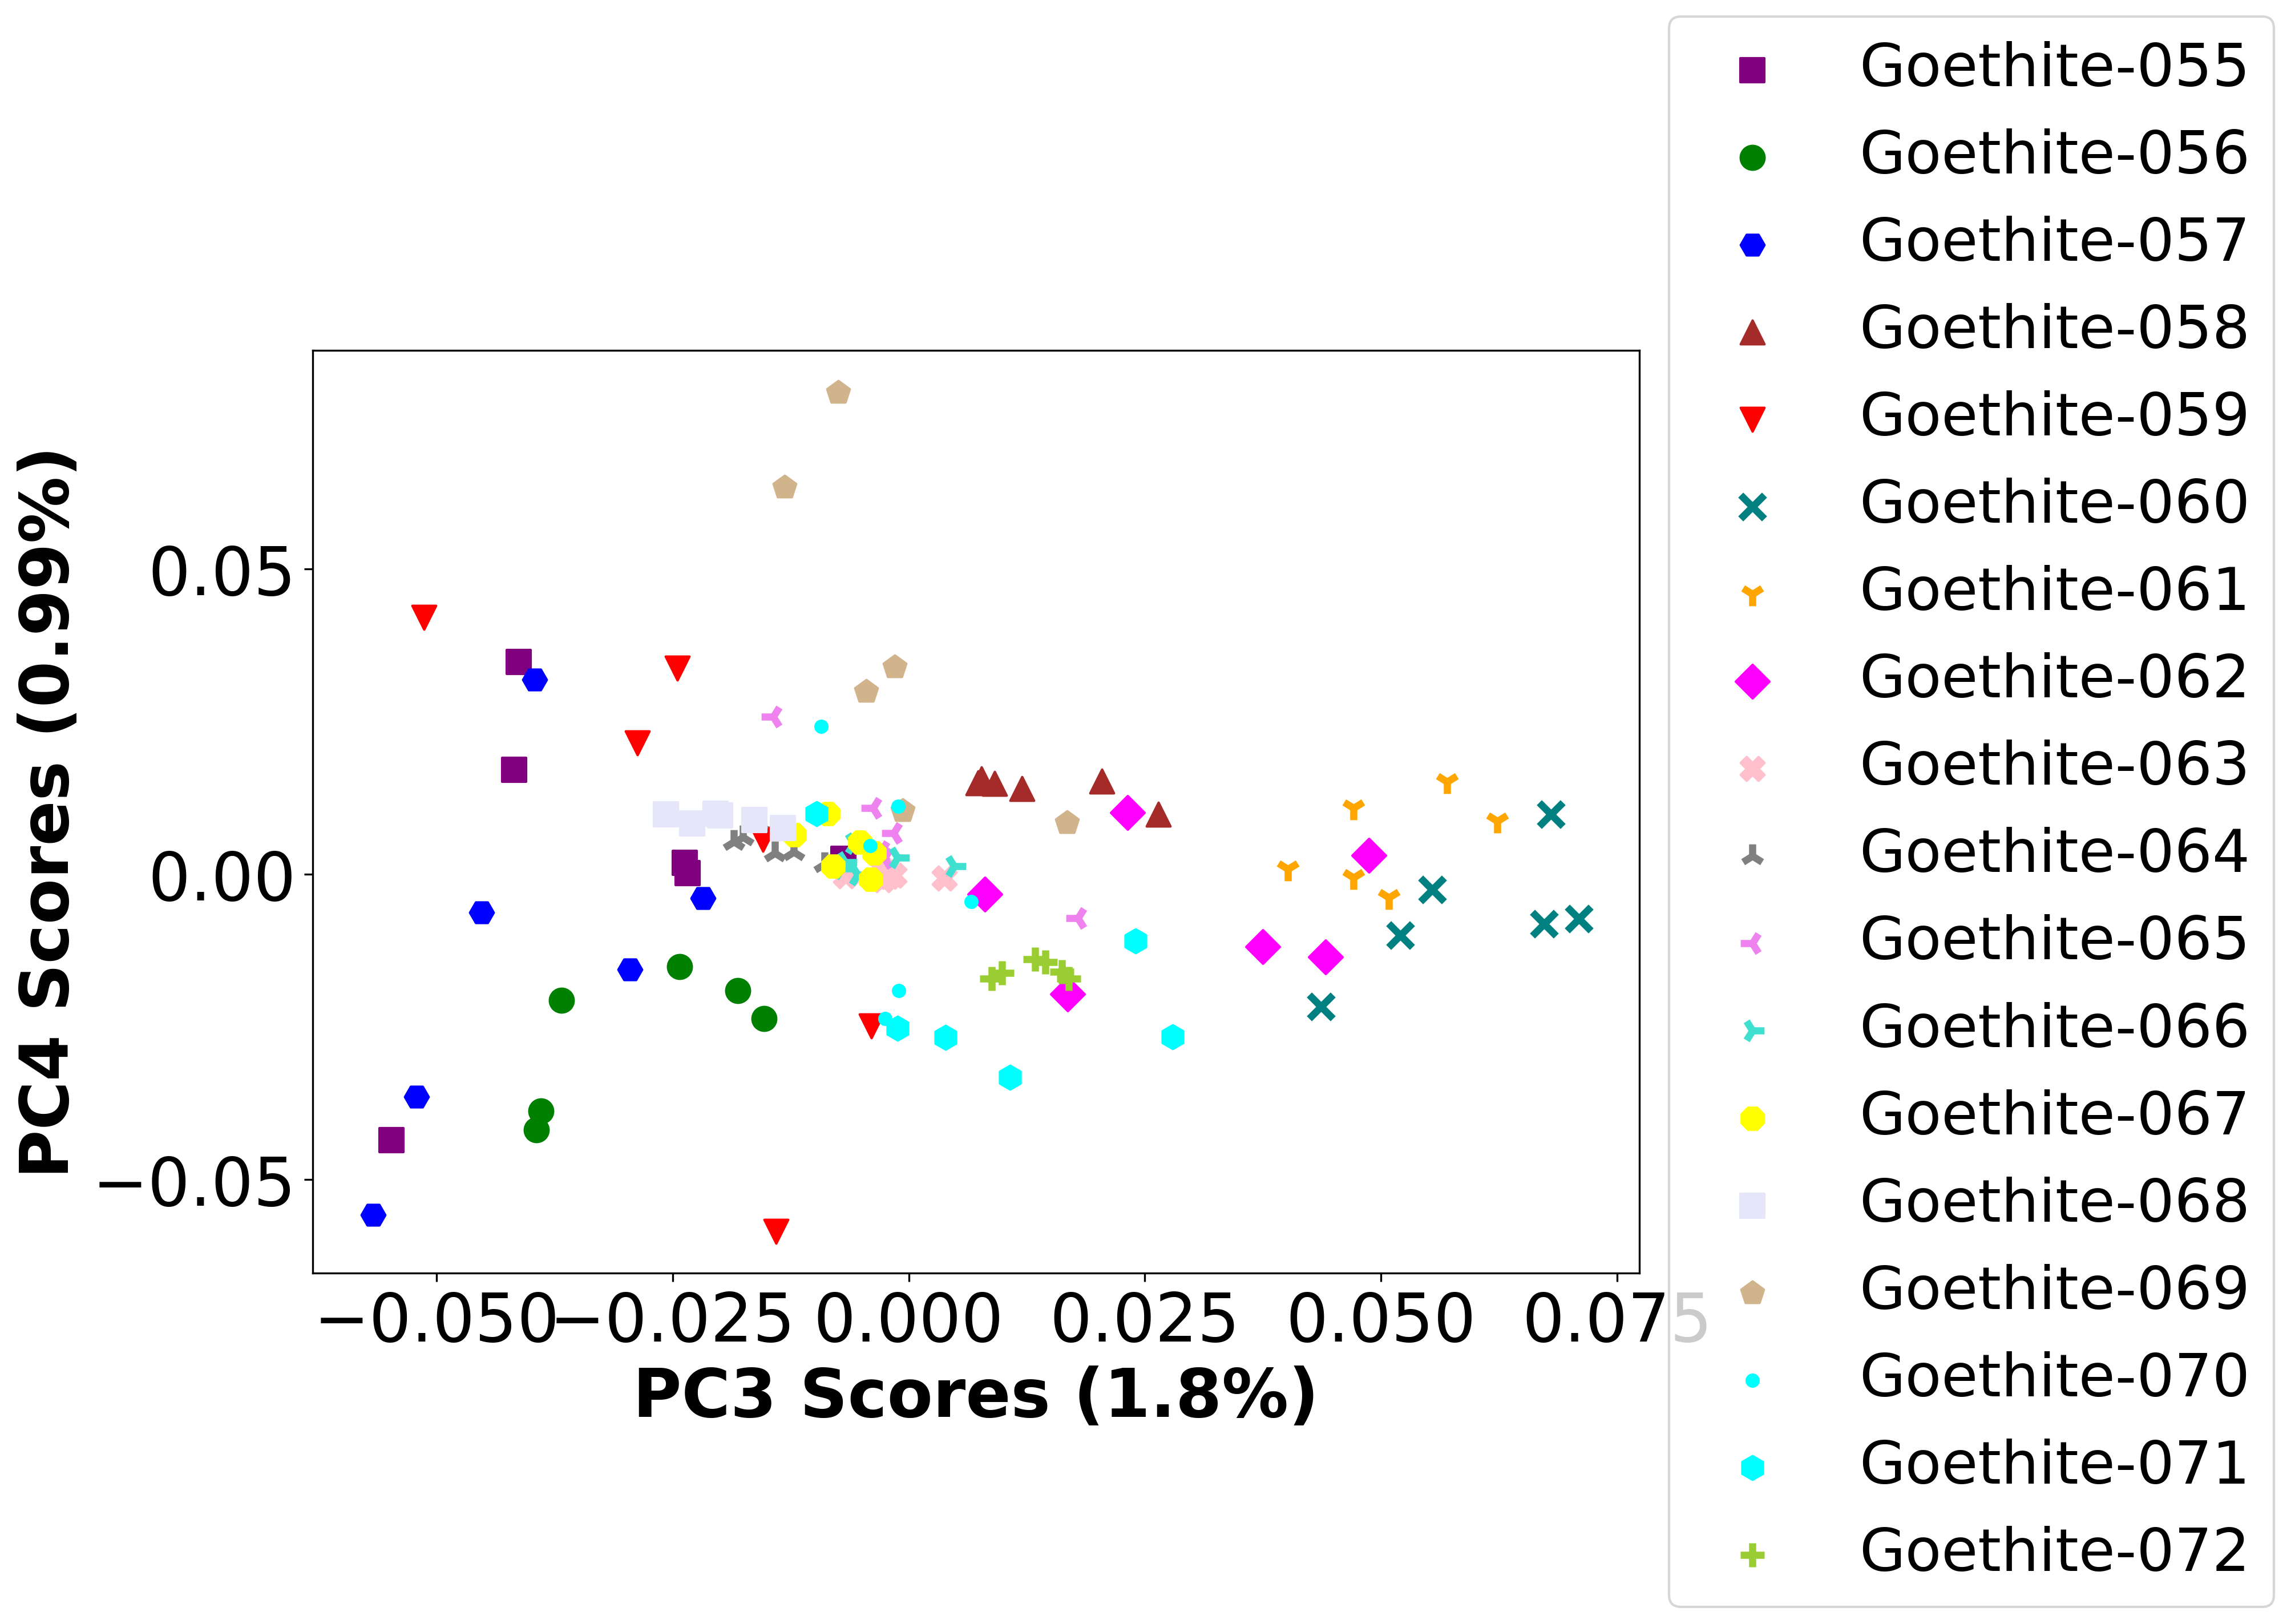 PC4 Scores (0.99%)
0.05
0.00
−0.05
−0.050
−0.025
0.000
0.025
0.050
0.075
PC3 Scores (1.8%)
Goethite-055
Goethite-056
Goethite-057
Goethite-058
Goethite-059
Goethite-060
Goethite-061
Goethite-062
Goethite-063
Goethite-064
Goethite-065
Goethite-066
Goethite-067
Goethite-068
Goethite-069
Goethite-070
Goethite-071
Goethite-072